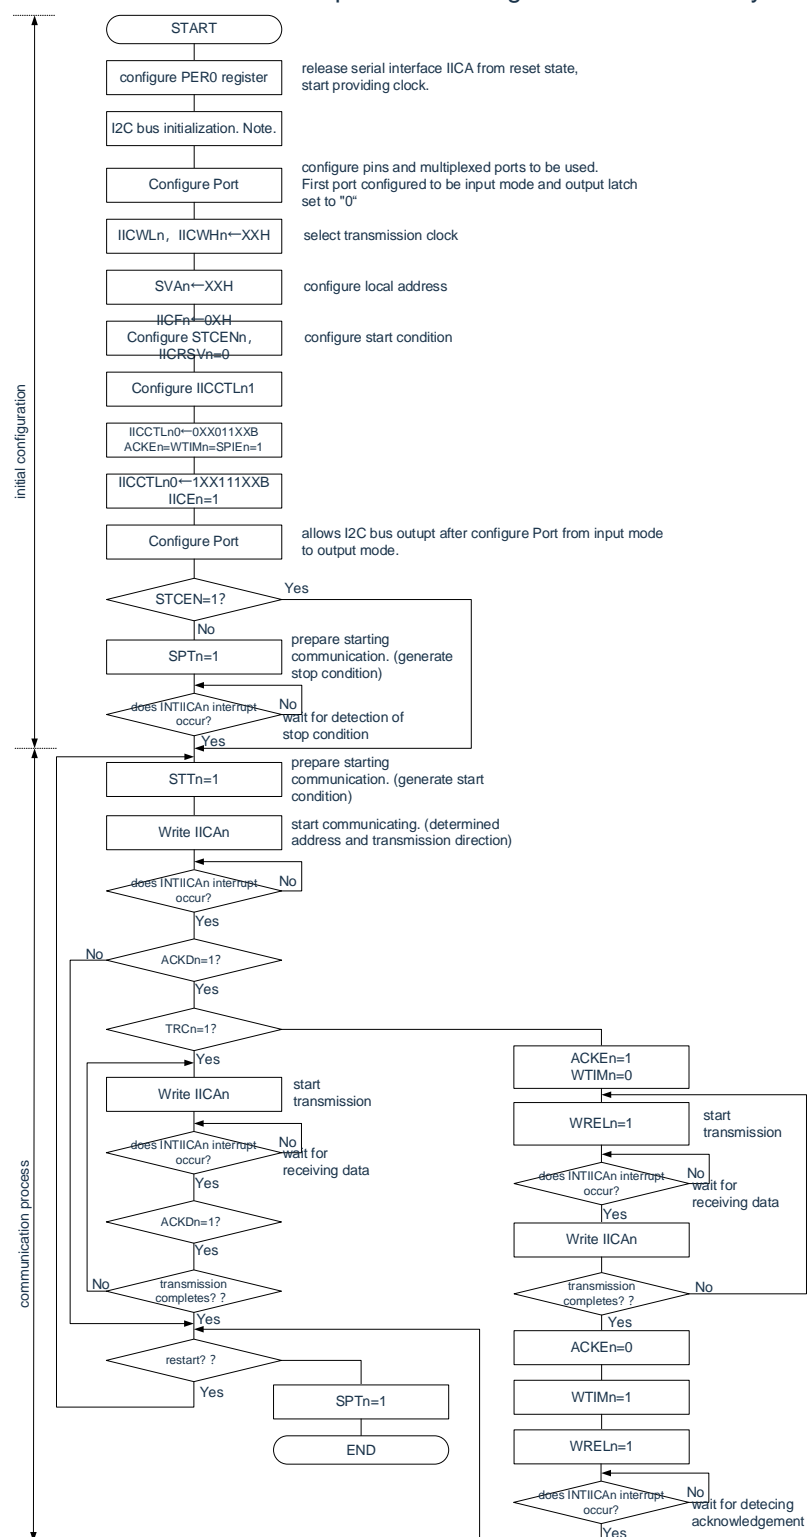 START
configure PER0 register
release serial interface IICA from reset state,
start providing clock.
I2C bus initialization. Note.
Configure Port
configure pins and multiplexed ports to be used.
First port configured to be input mode and output latch
set to "0“
IICWLn, IICWHn←XXH
select transmission clock
SVAn←XXH
configure local address
IICFn←0XH
Configure STCENn,
IICRSVn=0
configure start condition
Configure IICCTLn1
IICCTLn0←0XX011XXB
ACKEn=WTIMn=SPIEn=1
IICCTLn0←1XX111XXB
IICEn=1
Configure Port
allows I2C bus outupt after configure Port from input mode
to output mode.
initial configuration
STCEN=1?
Yes
No
SPTn=1
prepare starting
communication. (generate
stop condition)
does INTIICAn interrupt
occur?
No
wait for detection of
stop condition
Yes
STTn=1
prepare starting
communication. (generate start
condition)
Write IICAn
start communicating. (determined
address and transmission direction)
does INTIICAn interrupt
occur?
No
Yes
ACKDn=1?
No
Yes
TRCn=1?
Yes
Write IICAn
start
transmission
does INTIICAn interrupt
occur?
No
wait for
receiving data
Yes
ACKDn=1?
Yes
transmission
completes? ?
No
Yes
restart? ?
Yes
SPTn=1
END
communication process
ACKEn=1
WTIMn=0
WRELn=1
start
transmission
does INTIICAn interrupt
occur?
No
wait for
receiving data
Yes
Write IICAn
transmission
completes? ?
No
Yes
ACKEn=0
WTIMn=1
WRELn=1
does INTIICAn interrupt
occur?
No
wait for detecing
acknowledgement
Yes